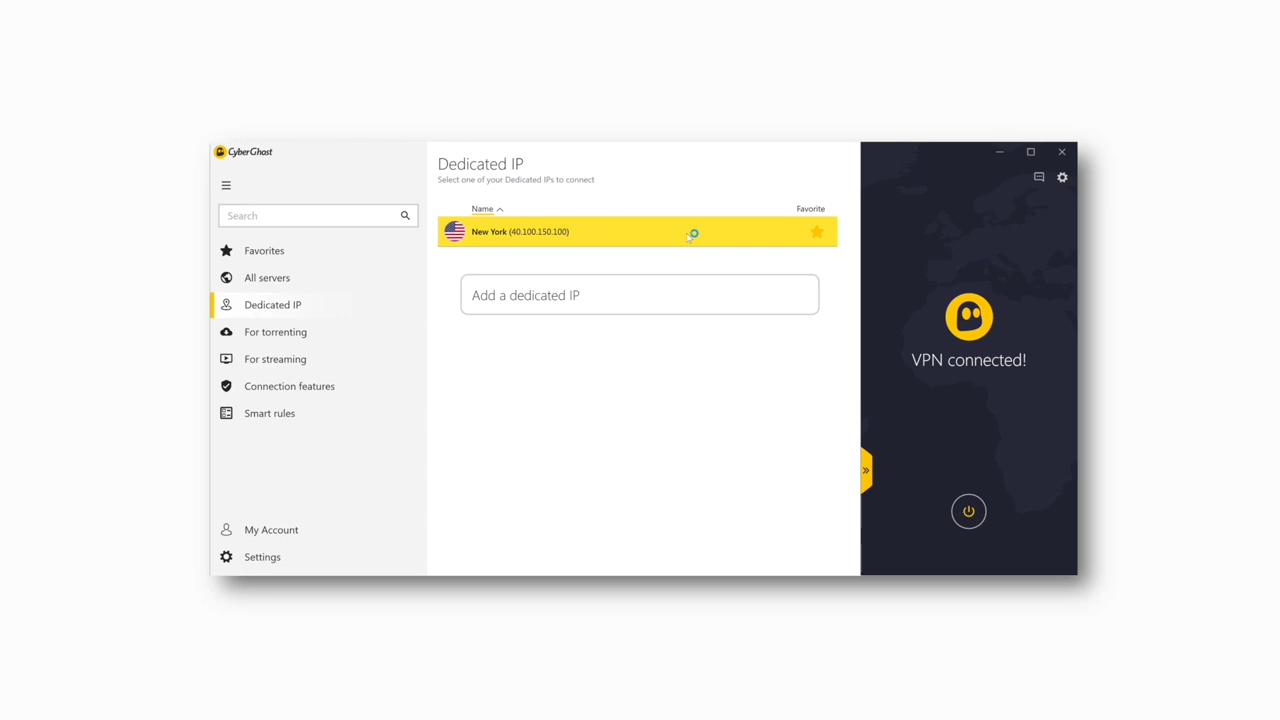 CyberGhost
Search
Favorites
All servers
Dedicated IP
For torrenting
For streaming
Connection features
Smart rules
My Account
Settings
Dedicated IP
Select one of your Dedicated IPs to connect
Name Favorite
New York (40.100.150.100)
Add a dedicated IP
VPN connected!